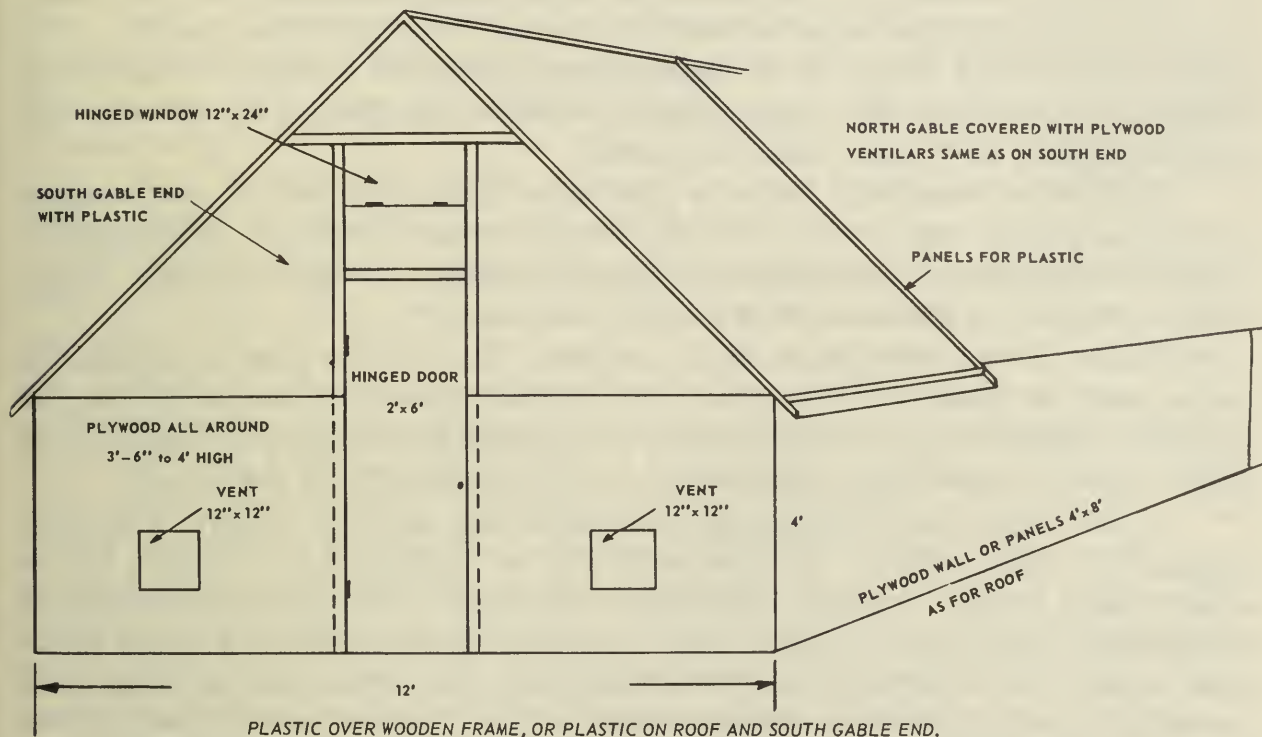 HINGED WINDOW 12"x 24"
NORTH GABLE COVERED WITH PLYWOOD
VENTILARS SAME AS ON SOUTH END
SOUTH GABLE END
WITH PLASTIC
PANELS FOR PLASTIC
HINGED DOOR
2'x 6'
PLYWOOD ALL AROUND
3'–6" to 4' HIGH
VENT
12"x 12"
VENT
12"x 12"
4'
PLYWOOD WALL OR PANELS 4'x 8'
AS FOR ROOF
12'
PLASTIC OVER WOODEN FRAME, OR PLASTIC ON ROOF AND SOUTH GABLE END.